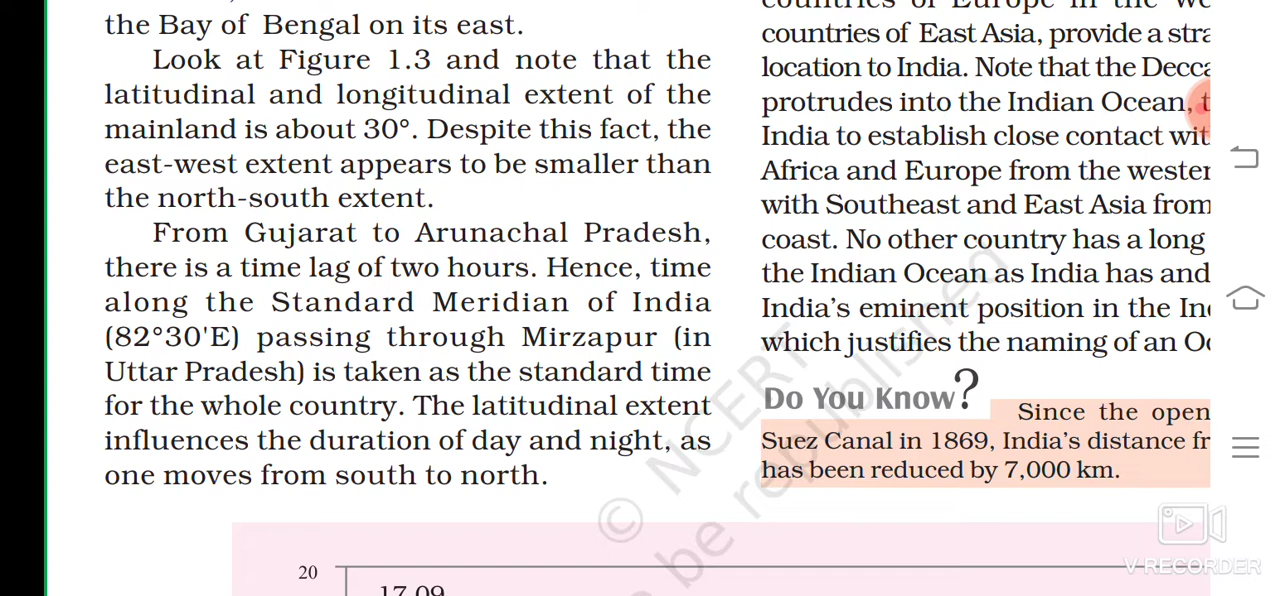 the Bay of Bengal on its east.
Look at Figure 1.3 and note that the
latitudinal and longitudinal extent of the
mainland is about 30°. Despite this fact, the
east-west extent appears to be smaller than
the north-south extent.
From Gujarat to Arunachal Pradesh,
there is a time lag of two hours. Hence, time
along the Standard Meridian of India
(82°30'E) passing through Mirzapur (in
Uttar Pradesh) is taken as the standard time
for the whole country. The latitudinal extent
influences the duration of day and night, as
one moves from south to north.
countries of Europe in the we
countries of East Asia, provide a stra
location to India. Note that the Decca
protrudes into the Indian Ocean, t
India to establish close contact wit
Africa and Europe from the wester
with Southeast and East Asia from
coast. No other country has a long
the Indian Ocean as India has and
India's eminent position in the In
which justifies the naming of an O
Do You Know?
Since the open
Suez Canal in 1869, India's distance fr
has been reduced by 7,000 km.
© NCERT
be republished
20
17.09
V RECORDER